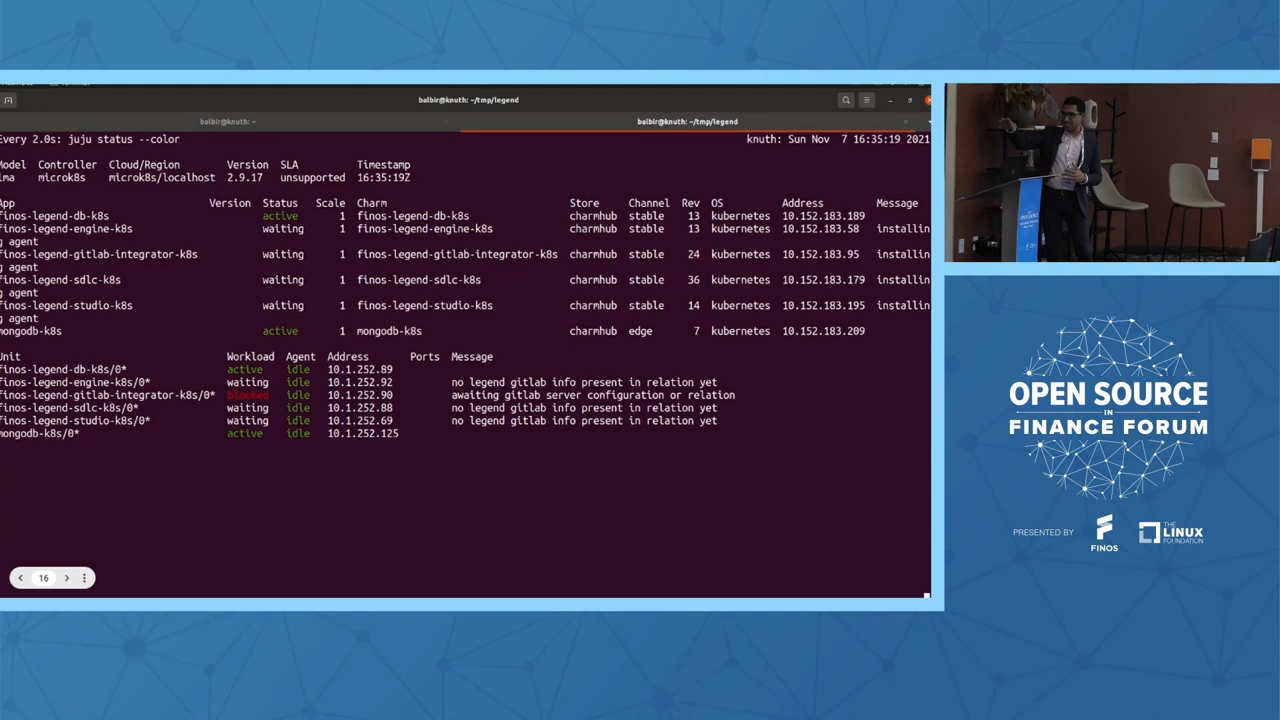 balbir@knuth: ~/tmp/legend
balbir@knuth: ~
balbir@knuth: ~/tmp/legend
Every 2.0s: juju status --color
knuth: Sun Nov 7 16:35:19 2021
Model Controller Cloud/Region Version SLA Timestamp
lma microk8s microk8s/localhost 2.9.17 unsupported 16:35:19Z
App Version Status Scale Charm Store Channel Rev OS Address Message
finos-legend-db-k8s active 1 finos-legend-db-k8s charmhub stable 13 kubernetes 10.152.183.189
finos-legend-engine-k8s waiting 1 finos-legend-engine-k8s charmhub stable 13 kubernetes 10.152.183.58 installin
g agent
finos-legend-gitlab-integrator-k8s waiting 1 finos-legend-gitlab-integrator-k8s charmhub stable 24 kubernetes 10.152.183.95 installin
g agent
finos-legend-sdlc-k8s waiting 1 finos-legend-sdlc-k8s charmhub stable 36 kubernetes 10.152.183.179 installin
g agent
finos-legend-studio-k8s waiting 1 finos-legend-studio-k8s charmhub stable 14 kubernetes 10.152.183.195 installin
g agent
mongodb-k8s active 1 mongodb-k8s charmhub edge 7 kubernetes 10.152.183.209
Unit Workload Agent Address Ports Message
finos-legend-db-k8s/0* active idle 10.1.252.89
finos-legend-engine-k8s/0* waiting idle 10.1.252.92 no legend gitlab info present in relation yet
finos-legend-gitlab-integrator-k8s/0* blocked idle 10.1.252.90 awaiting gitlab server configuration or relation
finos-legend-sdlc-k8s/0* waiting idle 10.1.252.88 no legend gitlab info present in relation yet
finos-legend-studio-k8s/0* waiting idle 10.1.252.69 no legend gitlab info present in relation yet
mongodb-k8s/0* active idle 10.1.252.125
16
OPEN SOURCE
IN
FINANCE FORUM
PRESENTED BY
FINOS
THE
LINUX
FOUNDATION